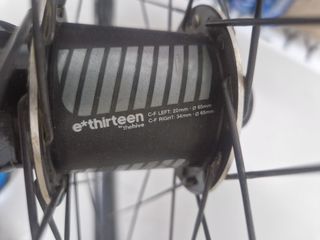 e*thirteen
by thehive
C-F LEFT: 20mm · Ø 65mm
C-F RIGHT: 34mm · Ø 65mm